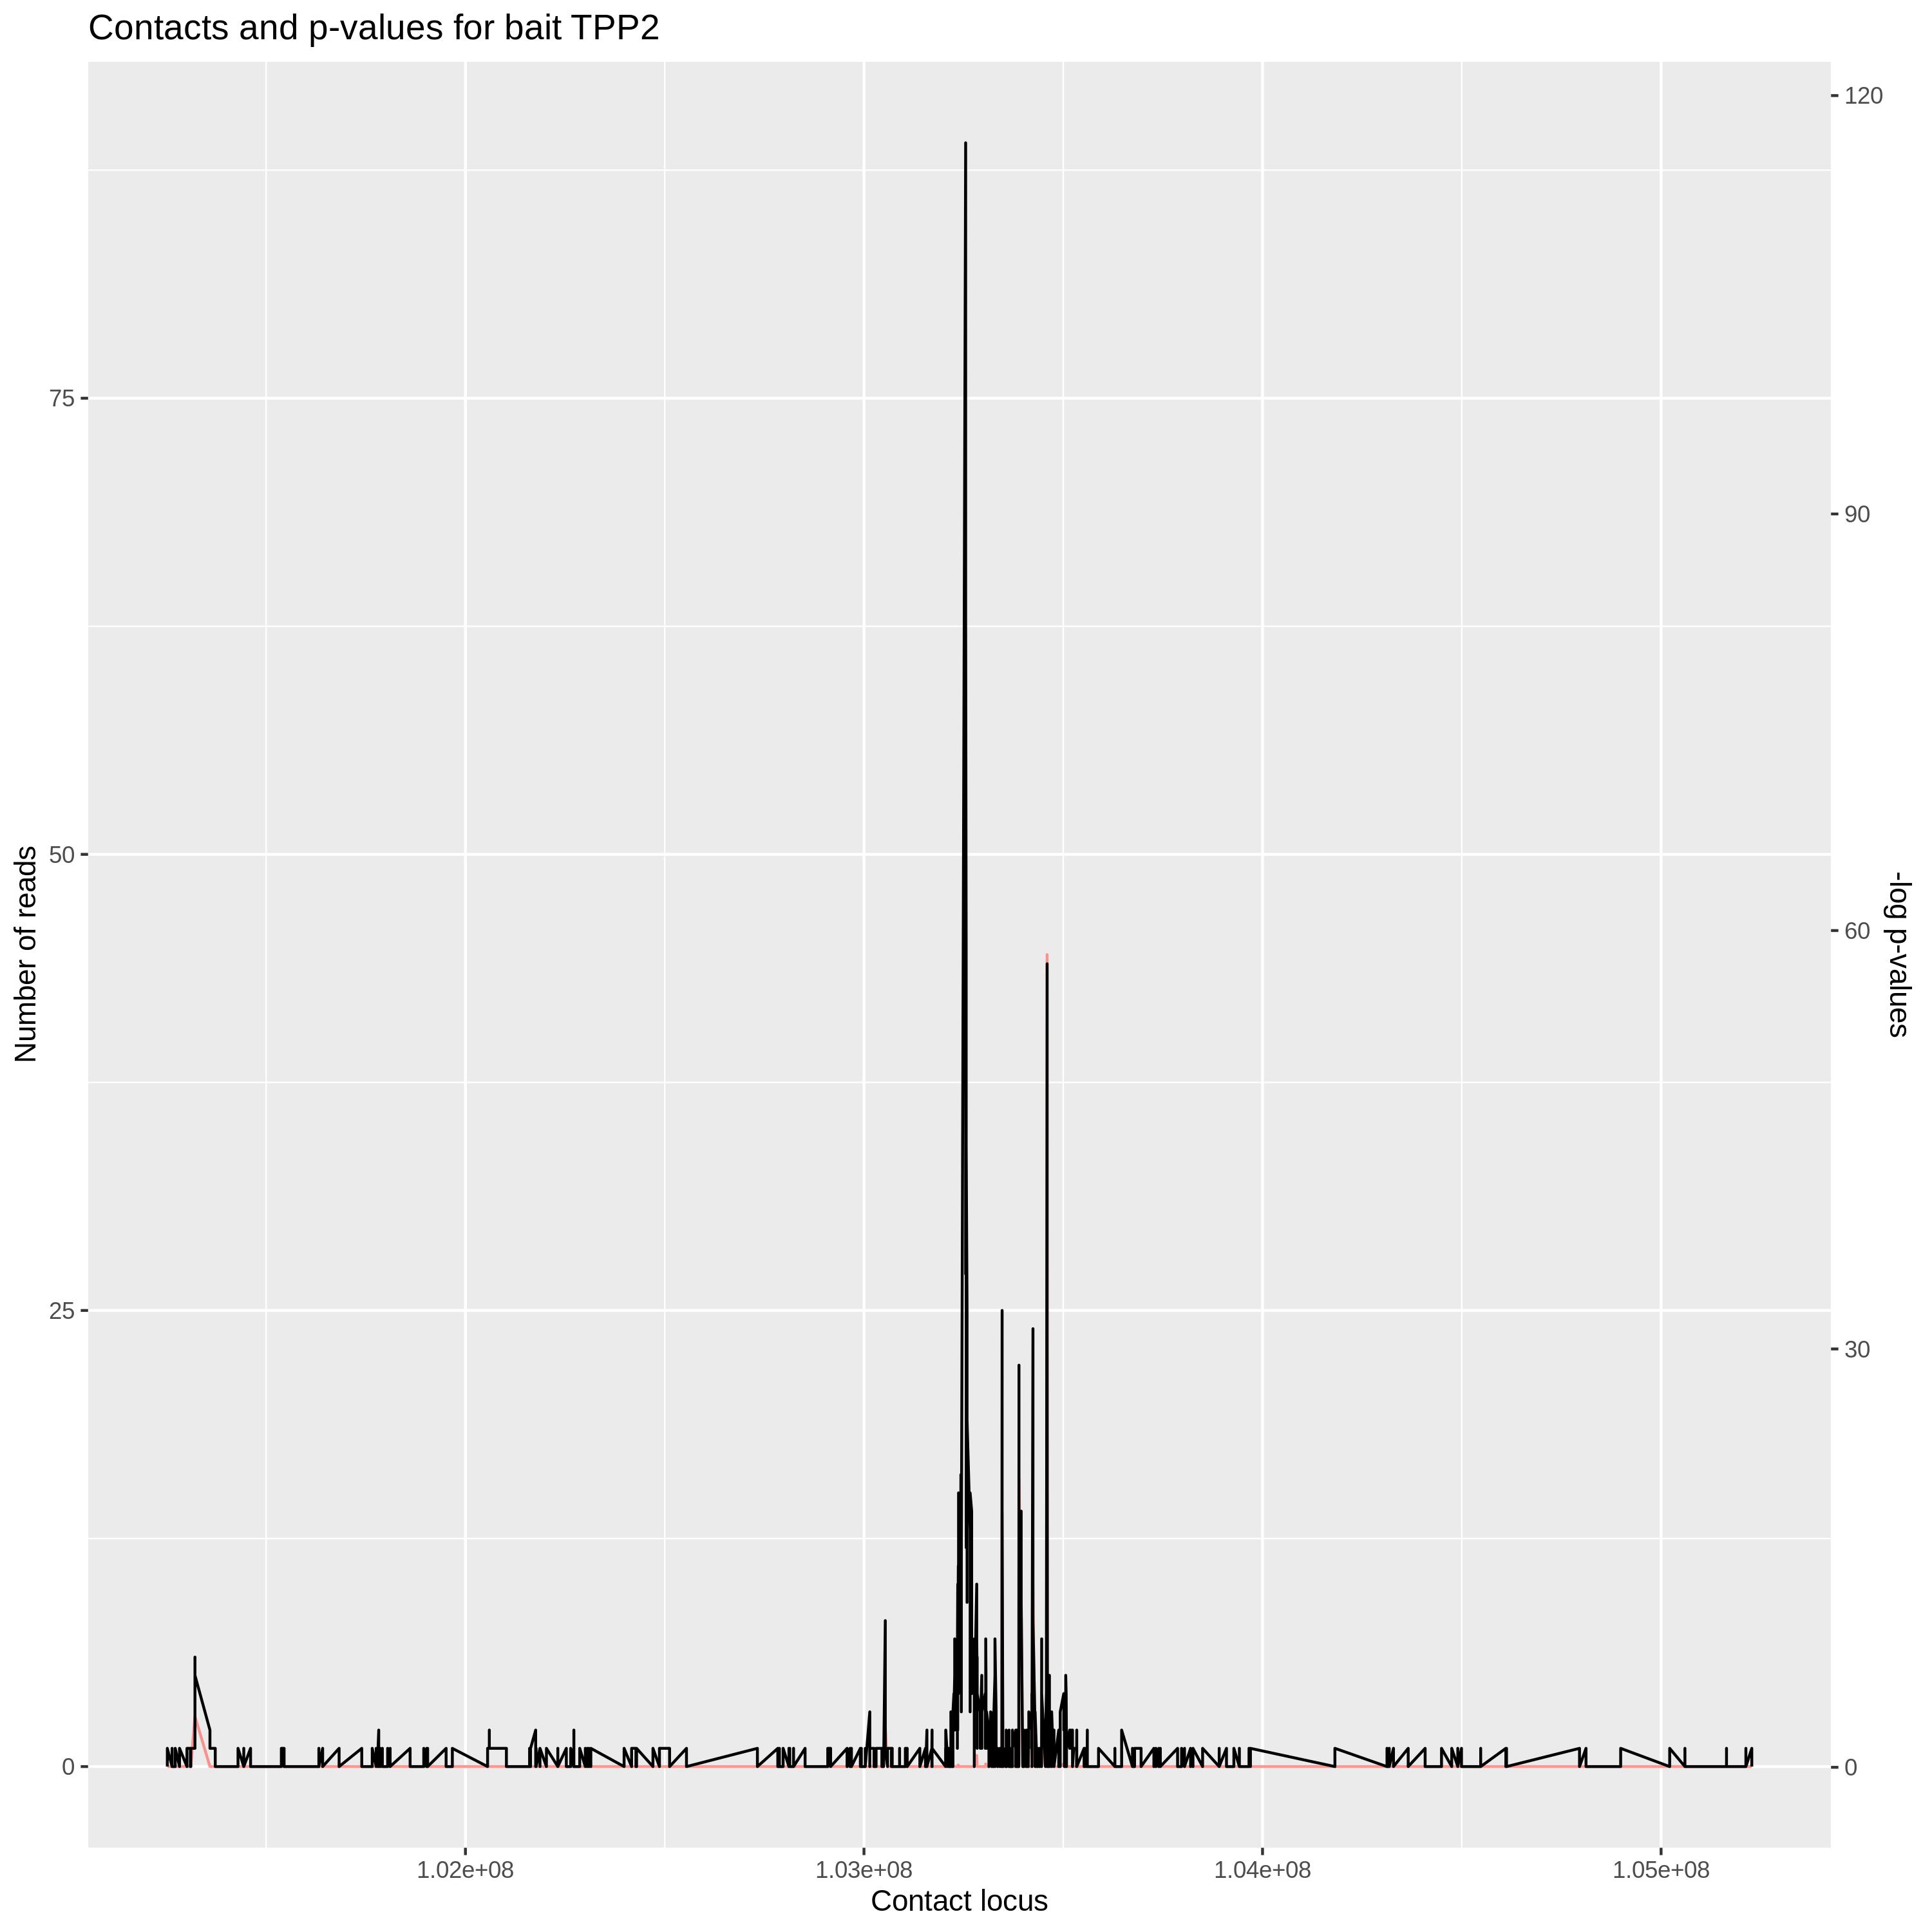 Contacts and p-values for bait TPP2
120
75
90
50
60
25
30
0
0
Number of reads
-log p-values
1.02e+08
1.03e+08
1.04e+08
1.05e+08
Contact locus